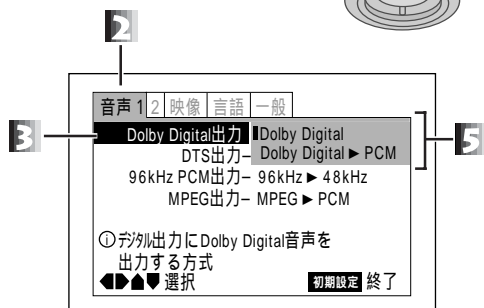 2
音声 1 2 映像 言語 一般
3
Dolby Digital出力 Dolby Digital
5
DTS出力– Dolby Digital ► PCM
96kHz PCM出力– 96kHz ► 48kHz
MPEG出力– MPEG ► PCM
ⓘデジタル出力にDolby Digital音声を
出力する方式
◀▶▲▼選択 初期設定 終了